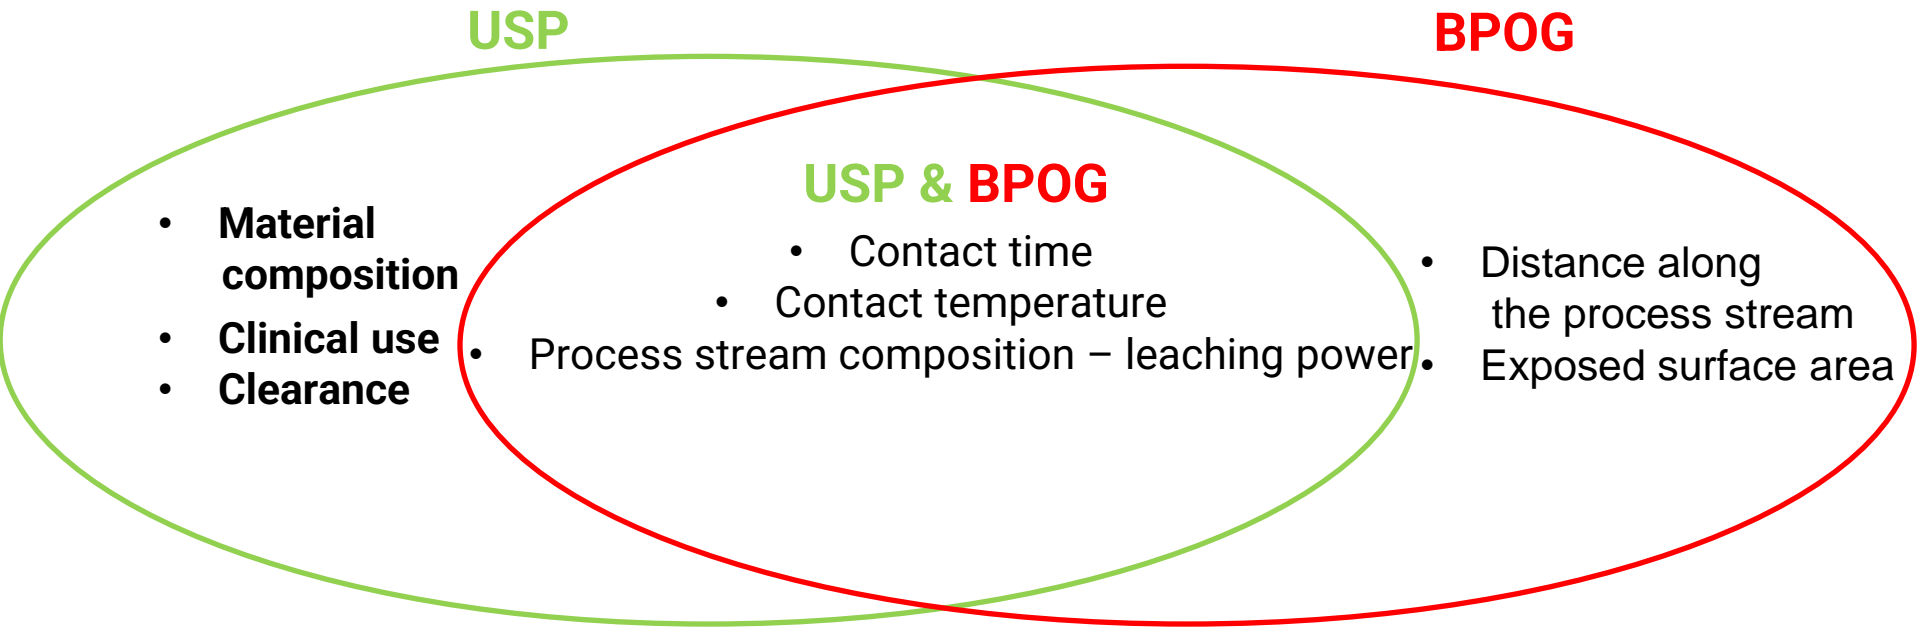 USP
BPOG
• Material
composition
• Clinical use
• Clearance
USP & BPOG
• Contact time
• Contact temperature
• Process stream composition – leaching power
• Distance along
the process stream
• Exposed surface area